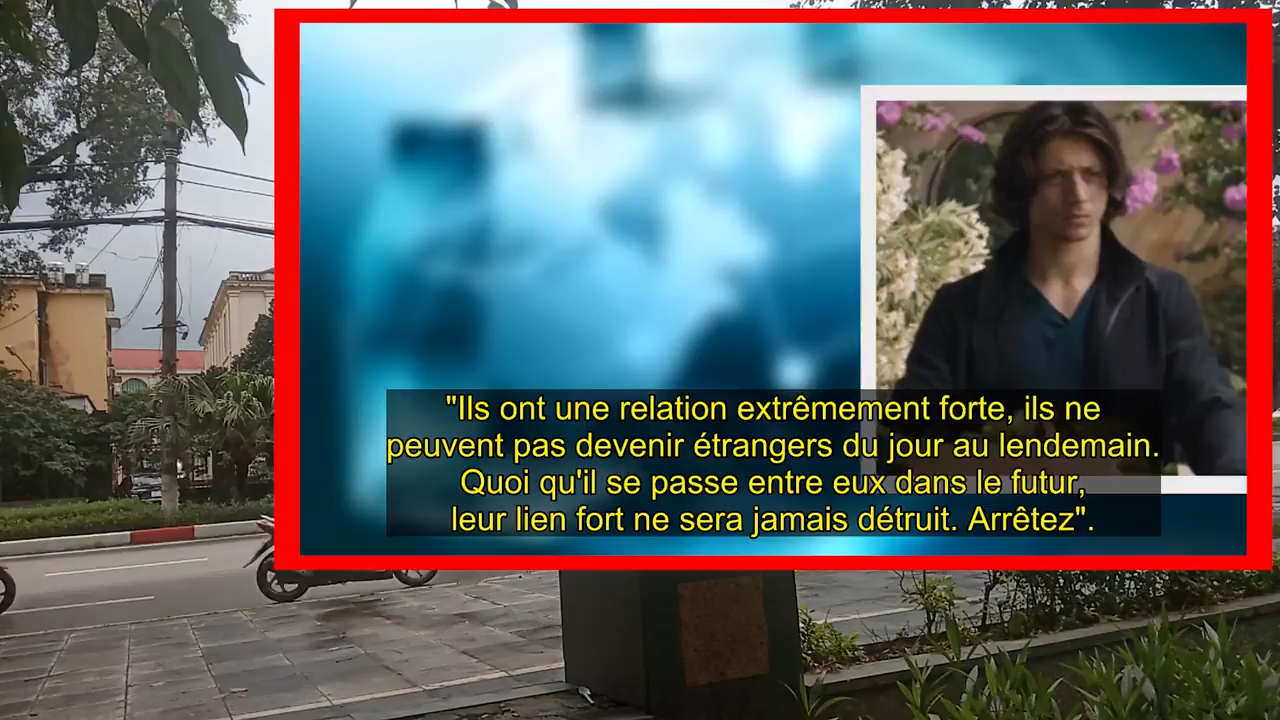 "Ils ont une relation extrêmement forte, ils ne
peuvent pas devenir étrangers du jour au lendemain.
Quoi qu'il se passe entre eux dans le futur,
leur lien fort ne sera jamais détruit. Arrêtez".